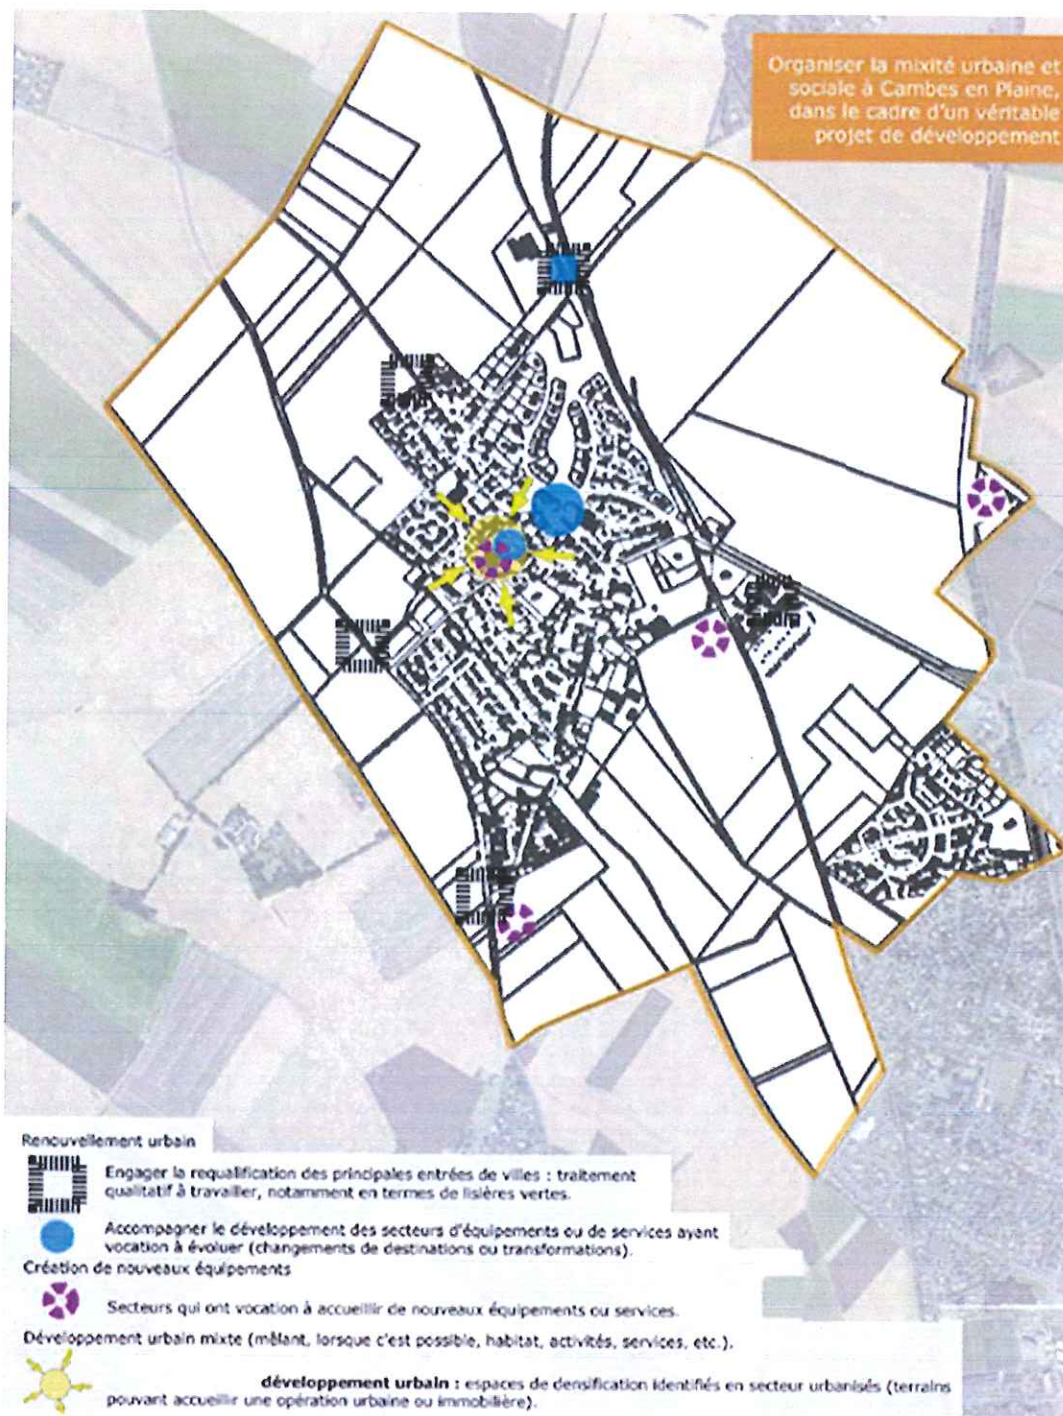 Organiser la mixité urbaine et
sociale à Cambes en Plaine,
dans le cadre d'un véritable
projet de développement
Renouvellement urbain
Engager la requalification des principales entrées de villes : traitement
qualitatif à travailler, notamment en termes de lisières vertes.
Accompagner le développement des secteurs d'équipements ou de services ayant
vocation à évoluer (changements de destinations ou transformations).
Création de nouveaux équipements
Secteurs qui ont vocation à accueillir de nouveaux équipements ou services.
Développement urbain mixte (mêlant, lorsque c'est possible, habitat, activités, services, etc.).
développement urbain : espaces de densification identifiés en secteur urbanisés (terrains
pouvant accueillir une opération urbaine ou immobilière).